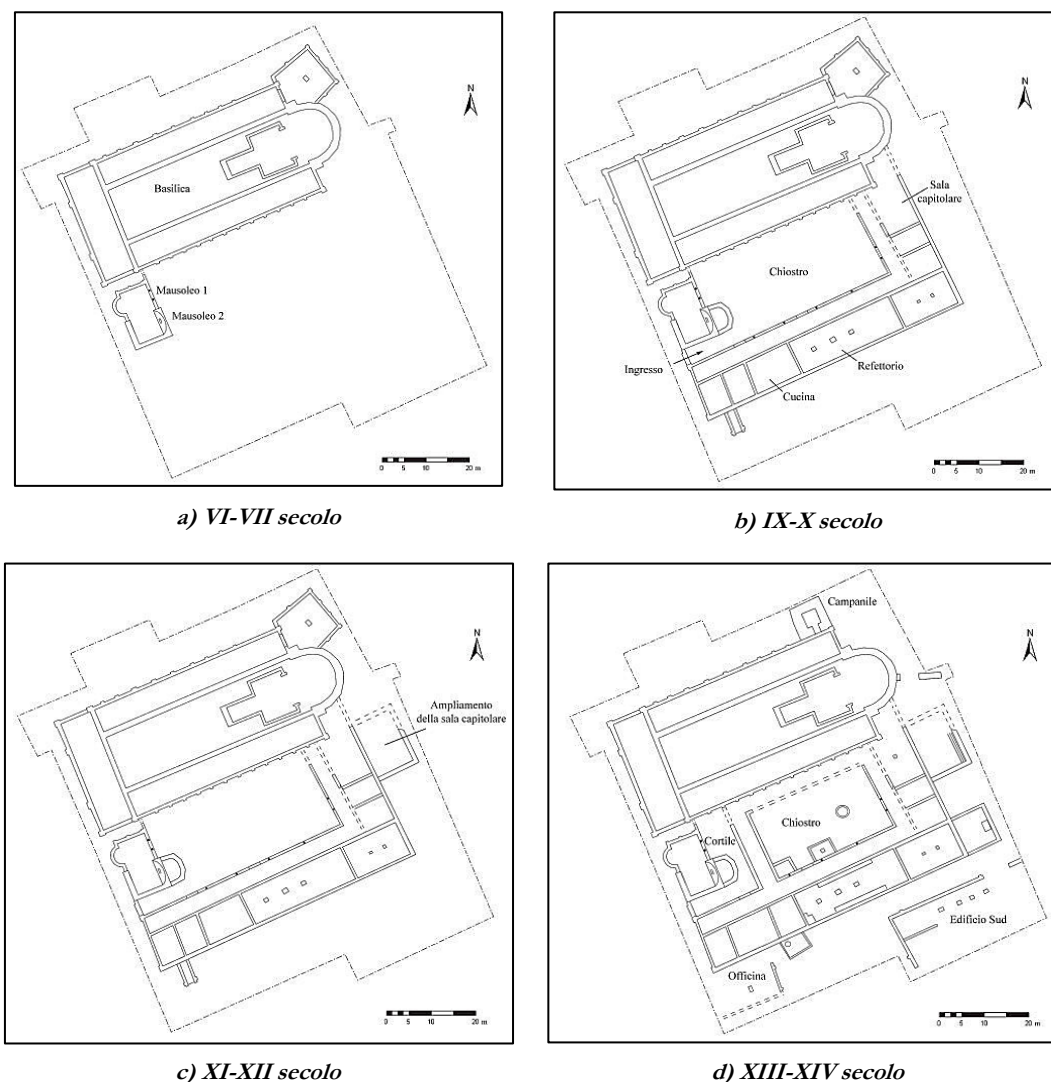 N
Basilica
Mausoleo 1
Mausoleo 2
0 5 10 20 m
a) VI-VII secolo
N
Sala
capitolare
Chiostro
Ingresso
Refettorio
Cucina
0 5 10 20 m
b) IX-X secolo
N
Ampliamento
della sala capitolare
0 5 10 20 m
c) XI-XII secolo
Campanile
N
Chiostro
Cortile
Edificio Sud
Officina
0 5 10 20 m
d) XIII-XIV secolo